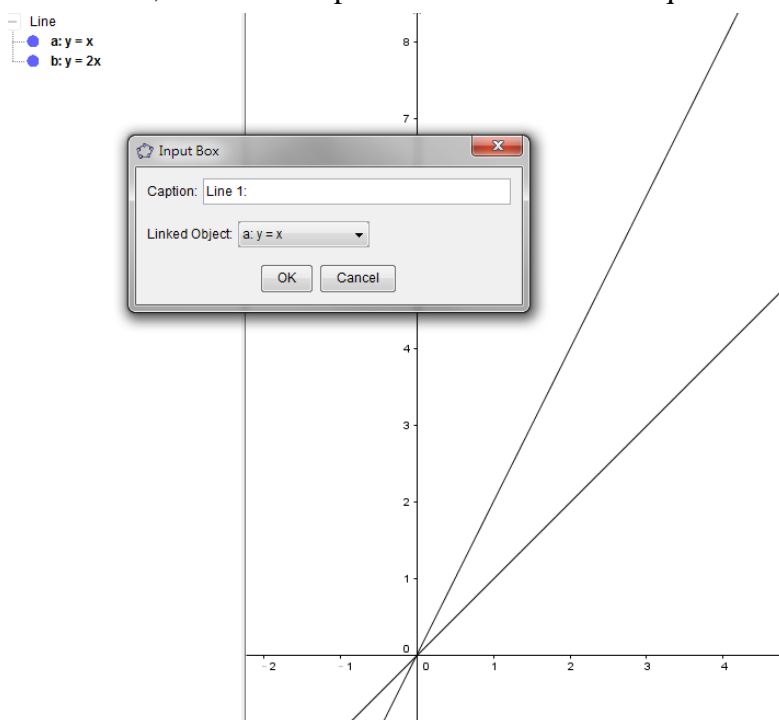 Line
a: y = x
b: y = 2x
Input Box
Caption: Line 1:
Linked Object: a: y = x
OK Cancel
8
7
4
3
2
1
0
-2 -1 0 1 2 3 4